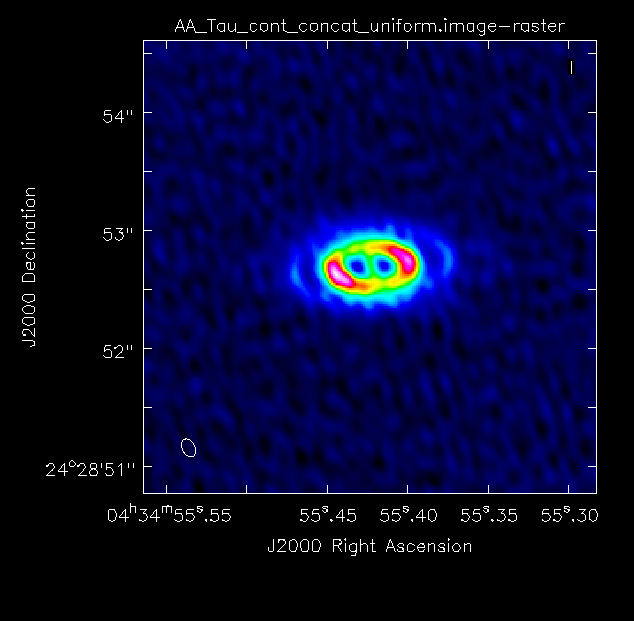 AA_Tau_cont_concat_uniform.image-raster
54"
53"
52"
24°28'51"
J2000 Declination
04ʰ34ᵐ55ˢ.55 55ˢ.45 55ˢ.40 55ˢ.35 55ˢ.30
J2000 Right Ascension